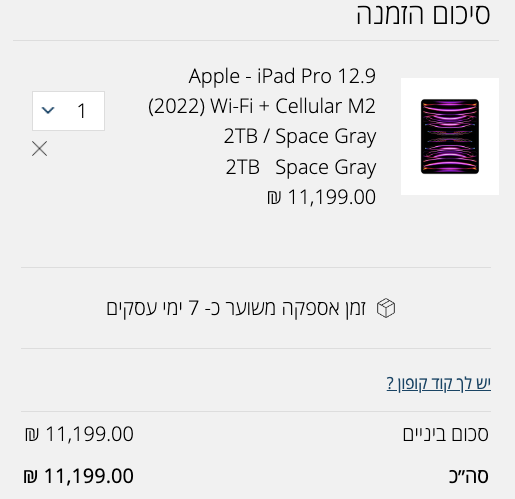 סיכום הזמנה
Apple - iPad Pro 12.9
(2022) Wi-Fi + Cellular M2
2TB / Space Gray
2TB Space Gray
11,199.00 ₪
1
זמן אספקה משוער כ- 7 ימי עסקים
יש לך קוד קופון ?
סכום ביניים 11,199.00 ₪
סה״כ 11,199.00 ₪